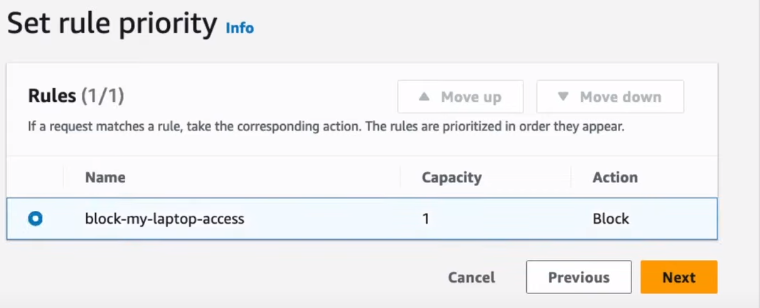 Set rule priority Info
Rules (1/1)
▲ Move up
▼ Move down
If a request matches a rule, take the corresponding action. The rules are prioritized in order they appear.
Name Capacity Action
block-my-laptop-access 1 Block
Cancel Previous Next